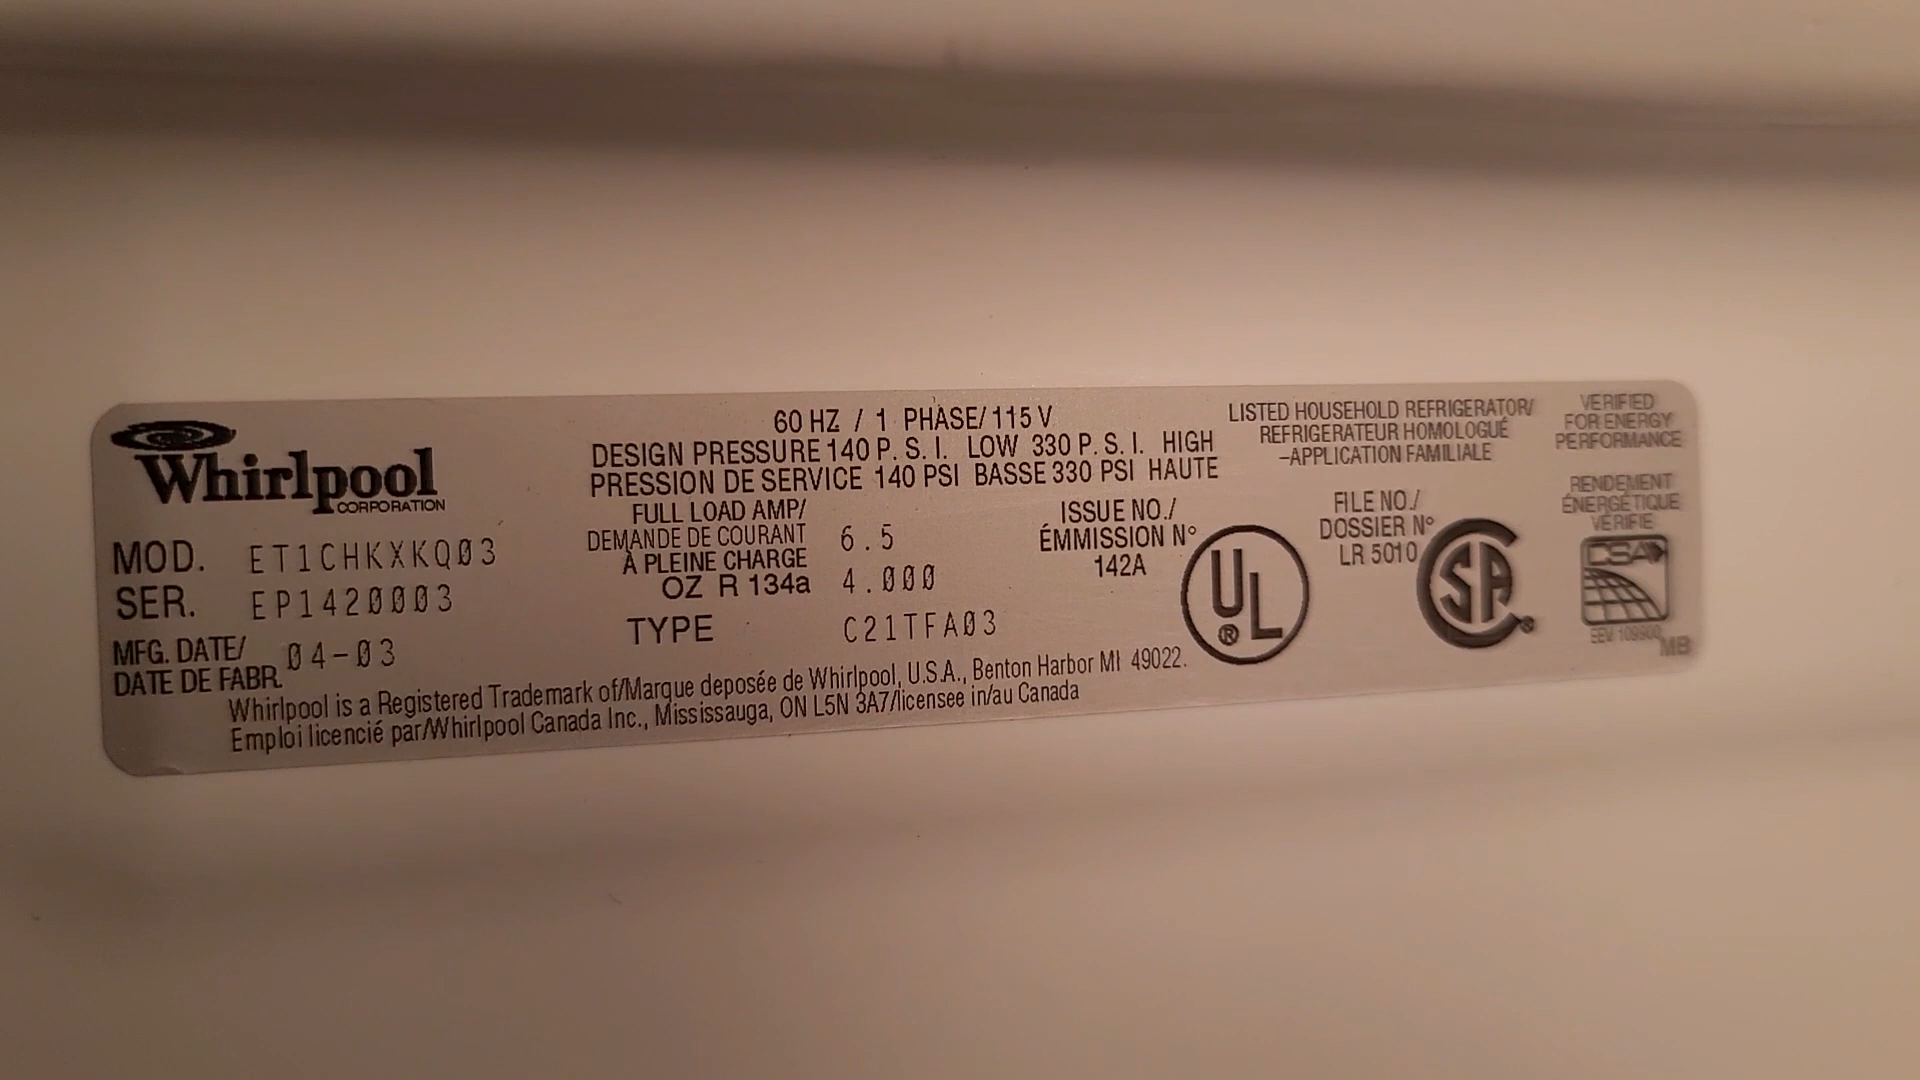 Whirlpool
CORPORATION
MOD. ET1CHKXKQ03
SER. EP1420003
MFG. DATE/
DATE DE FABR. 04-03
60 HZ / 1 PHASE/ 115 V
DESIGN PRESSURE 140 P. S. I. LOW 330 P. S. I. HIGH
PRESSION DE SERVICE 140 PSI BASSE 330 PSI HAUTE
FULL LOAD AMP/
DEMANDE DE COURANT
À PLEINE CHARGE 6.5
OZ R 134a 4.000
TYPE C21TFA03
ISSUE NO./
ÉMMISSION N°
142A
UL
®
LISTED HOUSEHOLD REFRIGERATOR/
REFRIGERATEUR HOMOLOGUÉ
-APPLICATION FAMILIALE
FILE NO./
DOSSIER N°
LR 5010
SA
®
VERIFIED
FOR ENERGY
PERFORMANCE
RENDEMENT
ÉNERGÉTIQUE
VÉRIFIÉ
CSA
EEV
MB
Whirlpool is a Registered Trademark of/Marque deposée de Whirlpool, U.S.A., Benton Harbor MI 49022.
Emploi licencié par/Whirlpool Canada Inc., Mississauga, ON L5N 3A7/licensee in/au Canada